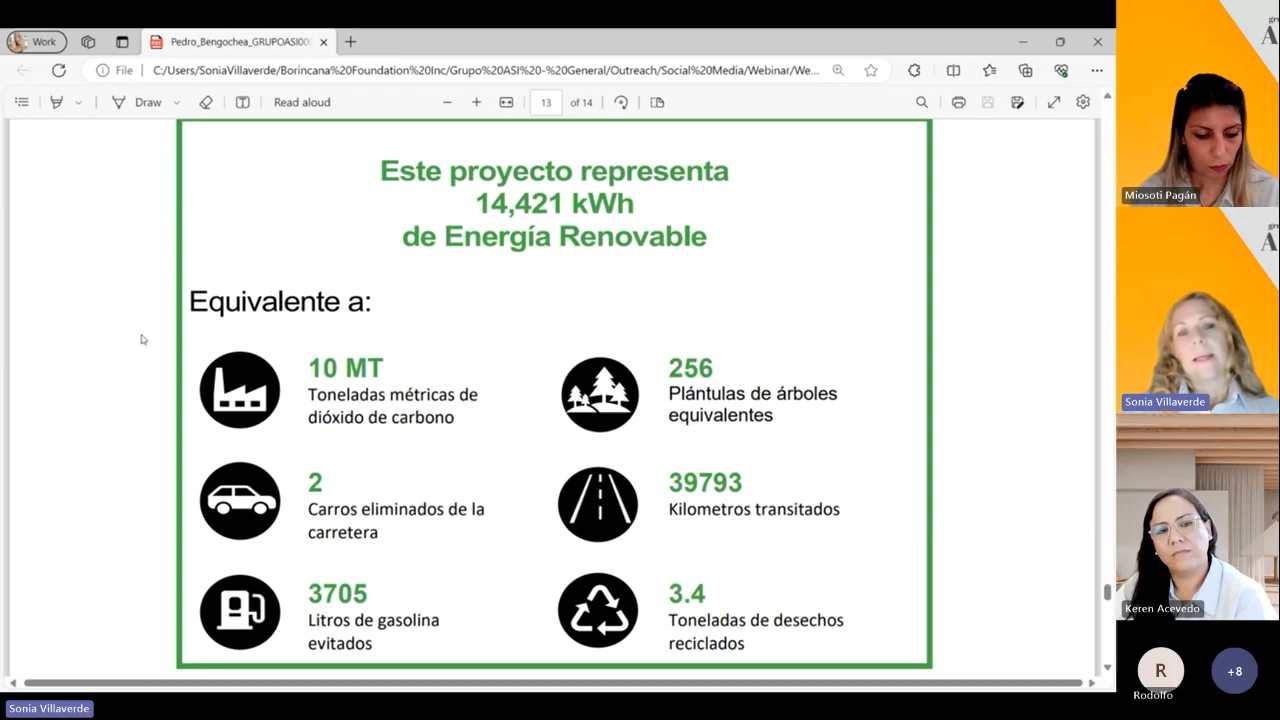 Work
Pedro_Bengochea_GRUPOASI000
File
C:/Users/SoniaVillaverde/Borincana%20Foundation%20Inc/Grupo%20ASI%20-%20General/Outreach/Social%20Media/Webinar/We...
Draw
Read aloud
13
of 14
Este proyecto representa
14,421 kWh
de Energía Renovable
Equivalente a:
10 MT
Toneladas métricas de
dióxido de carbono
256
Plántulas de árboles
equivalentes
2
Carros eliminados de la
carretera
39793
Kilometros transitados
3705
Litros de gasolina
evitados
3.4
Toneladas de desechos
reciclados
Miosoti Pagán
Sonia Villaverde
Keren Acevedo
R
Rodolfo
+8
Sonia Villaverde